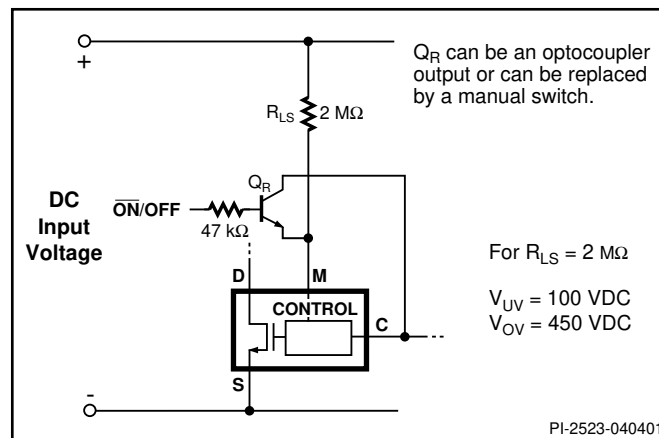 +
Q_R can be an optocoupler
output or can be replaced
by a manual switch.
R_LS 2 MΩ
Q_R
DC
Input
Voltage
O̅N̅/OFF
47 kΩ
For R_LS = 2 MΩ
D M
CONTROL
C
V_UV = 100 VDC
V_OV = 450 VDC
S
-
PI-2523-040401